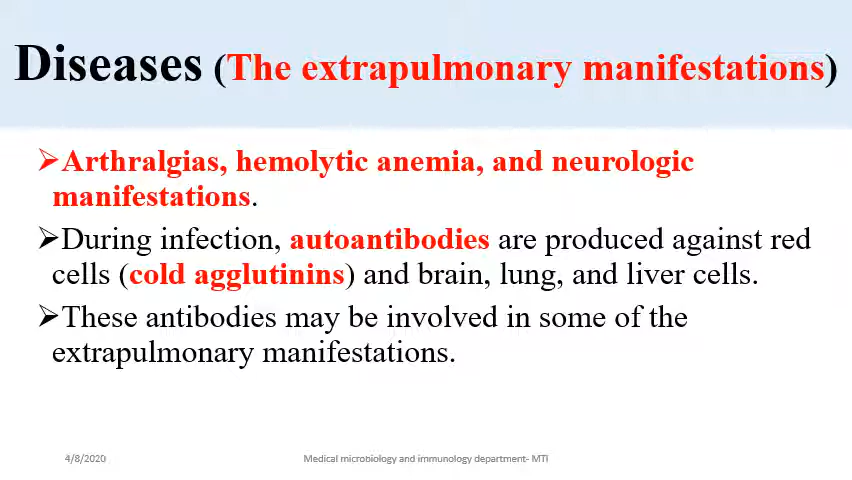 Diseases (The extrapulmonary manifestations)
➢Arthralgias, hemolytic anemia, and neurologic
manifestations.
➢During infection, autoantibodies are produced against red
cells (cold agglutinins) and brain, lung, and liver cells.
➢These antibodies may be involved in some of the
extrapulmonary manifestations.
4/8/2020 Medical microbiology and immunology department- MTI